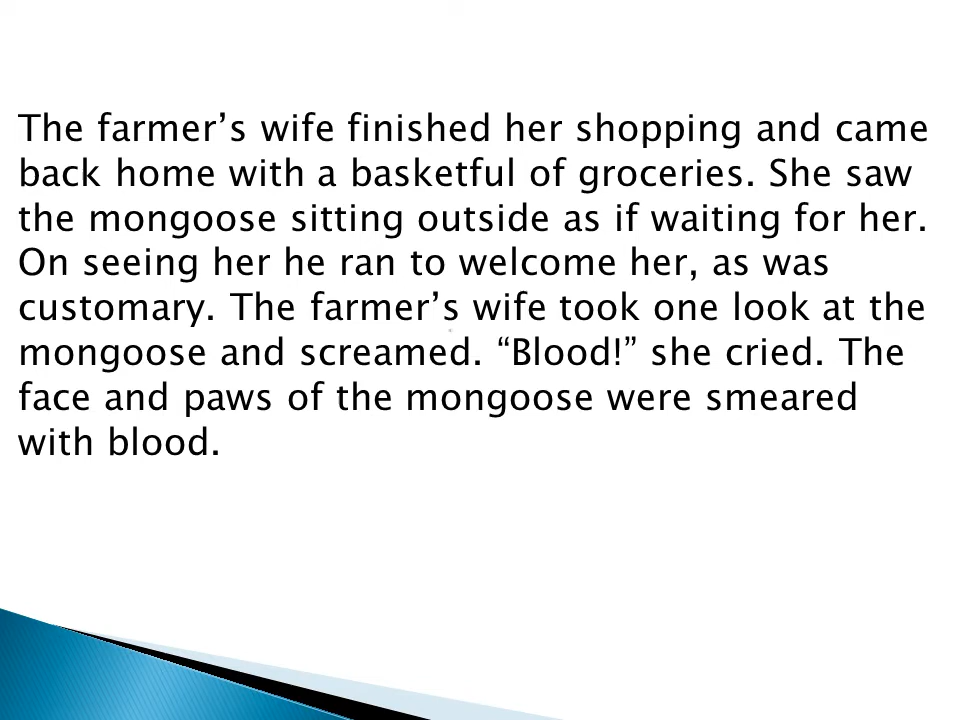 The farmer’s wife finished her shopping and came
back home with a basketful of groceries. She saw
the mongoose sitting outside as if waiting for her.
On seeing her he ran to welcome her, as was
customary. The farmer’s wife took one look at the
mongoose and screamed. “Blood!” she cried. The
face and paws of the mongoose were smeared
with blood.